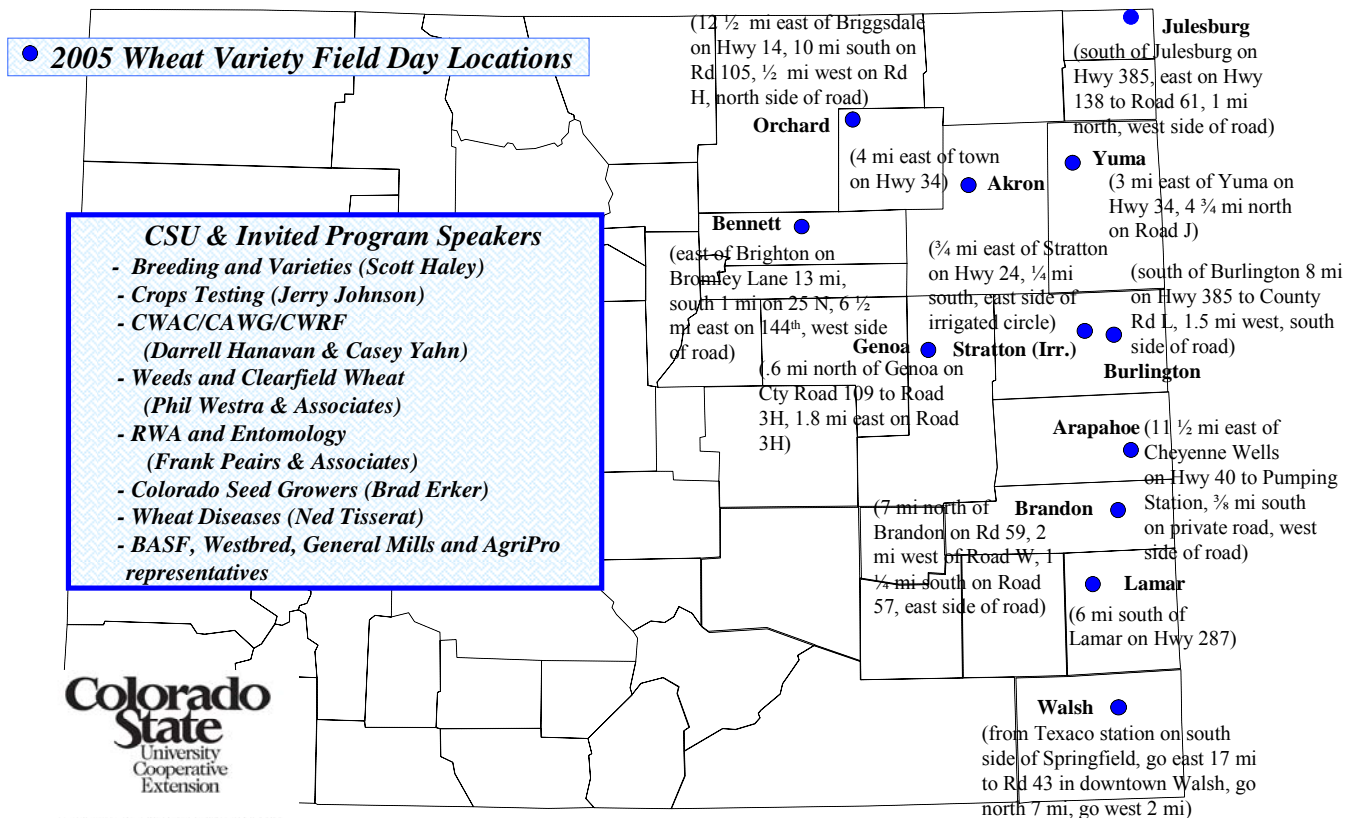 2005 Wheat Variety Field Day Locations
(12 ½ mi east of Briggsdale
on Hwy 14, 10 mi south on
Rd 105, ½ mi west on Rd
H, north side of road)
Orchard
Julesburg
(south of Julesburg on
Hwy 385, east on Hwy
138 to Road 61, 1 mi
north, west side of road)
(4 mi east of town
on Hwy 34)
Akron
Yuma
(3 mi east of Yuma on
Hwy 34, 4 ¾ mi north
on Road J)
CSU & Invited Program Speakers
- Breeding and Varieties (Scott Haley)
- Crops Testing (Jerry Johnson)
- CWAC/CAWG/CWRF
(Darrell Hanavan & Casey Yahn)
- Weeds and Clearfield Wheat
(Phil Westra & Associates)
- RWA and Entomology
(Frank Peairs & Associates)
- Colorado Seed Growers (Brad Erker)
- Wheat Diseases (Ned Tisserat)
- BASF, Westbred, General Mills and AgriPro
representatives
Bennett
(east of Brighton on
Bromley Lane 13 mi,
south 1 mi on 25 N, 6 ½
mi east on 144th, west side
of road)
(¾ mi east of Stratton
on Hwy 24, ¼ mi
south, east side of
irrigated circle)
Stratton (Irr.)
(south of Burlington 8 mi
on Hwy 385 to County
Rd L, 1.5 mi west, south
side of road)
Burlington
Genoa
(.6 mi north of Genoa on
Cty Road 109 to Road
3H, 1.8 mi east on Road
3H)
Arapahoe
(11 ½ mi east of
Cheyenne Wells
on Hwy 40 to Pumping
Station, ⅜ mi south
on private road, west
side of road)
Brandon
(7 mi north of
Brandon on Rd 59, 2
mi west of Road W, 1
¼ mi south on Road
57, east side of road)
Lamar
(6 mi south of
Lamar on Hwy 287)
Walsh
(from Texaco station on south
side of Springfield, go east 17 mi
to Rd 43 in downtown Walsh, go
north 7 mi, go west 2 mi)
Colorado
State
University
Cooperative
Extension